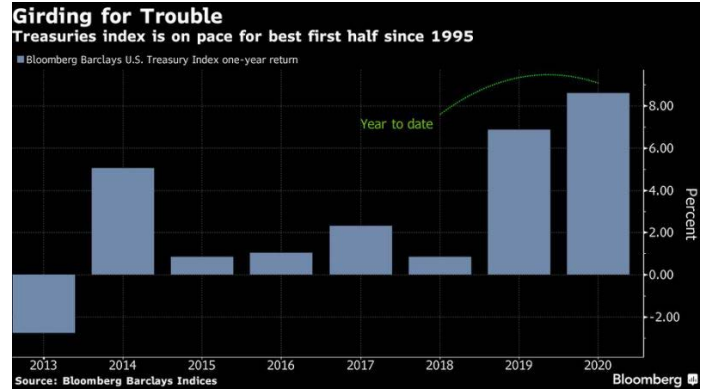 Girding for Trouble
Treasuries index is on pace for best first half since 1995
Bloomberg Barclays U.S. Treasury Index one-year return
Year to date
8.00
6.00
4.00
2.00
0.00
-2.00
Percent
2013 2014 2015 2016 2017 2018 2019 2020
Source: Bloomberg Barclays Indices
Bloomberg